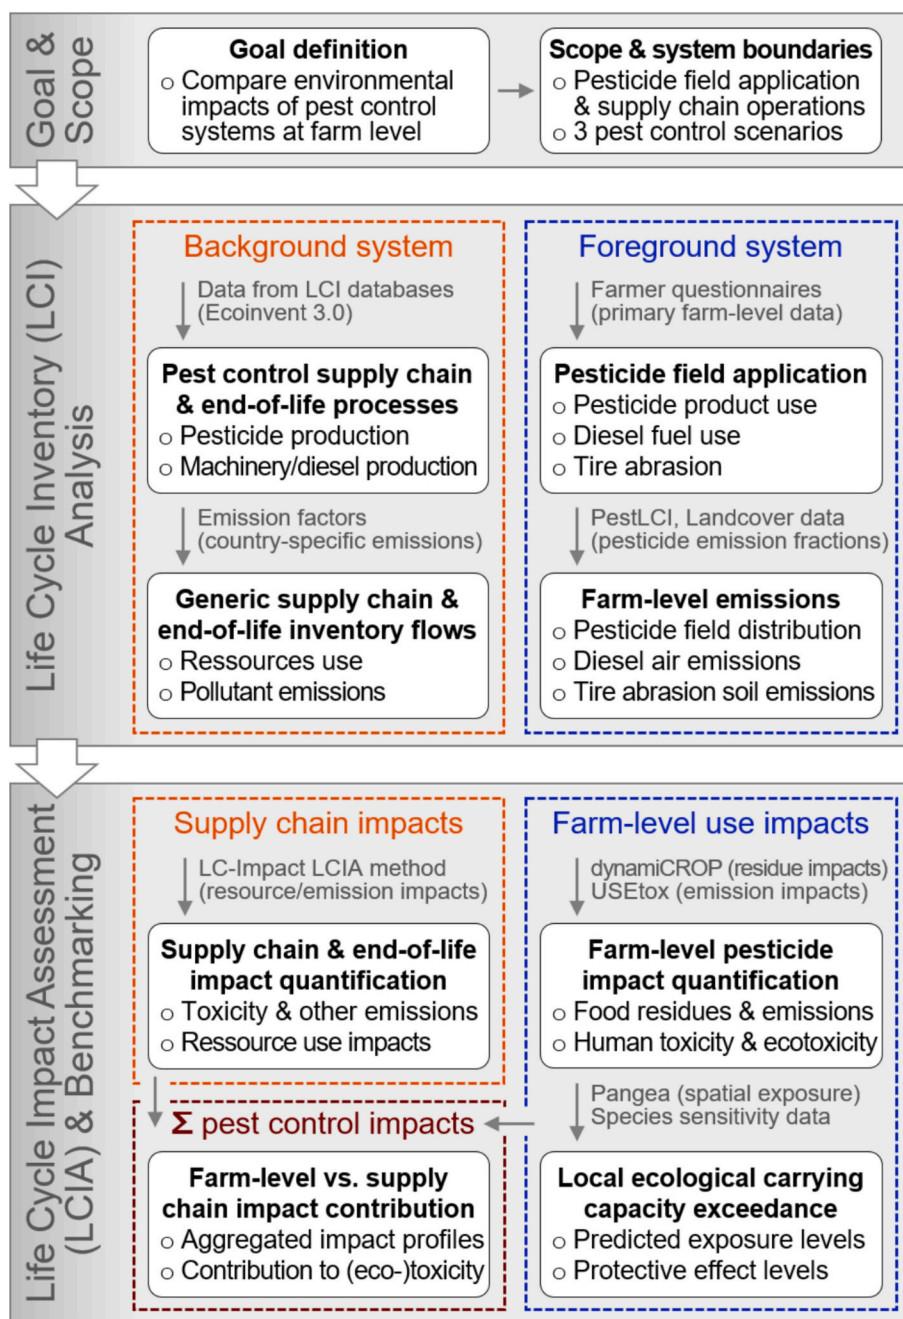 Goal &
Scope
Goal definition
o Compare environmental
impacts of pest control
systems at farm level
Scope & system boundaries
o Pesticide field application
& supply chain operations
o 3 pest control scenarios
Life Cycle Inventory (LCI)
Analysis
Background system
Data from LCI databases
(Ecoinvent 3.0)
Pest control supply chain
& end-of-life processes
o Pesticide production
o Machinery/diesel production
Emission factors
(country-specific emissions)
Generic supply chain &
end-of-life inventory flows
o Ressources use
o Pollutant emissions
Foreground system
Farmer questionnaires
(primary farm-level data)
Pesticide field application
o Pesticide product use
o Diesel fuel use
o Tire abrasion
PestLCI, Landcover data
(pesticide emission fractions)
Farm-level emissions
o Pesticide field distribution
o Diesel air emissions
o Tire abrasion soil emissions
Life Cycle Impact Assessment
(LCIA) & Benchmarking
Supply chain impacts
LC-Impact LCIA method
(resource/emission impacts)
Supply chain & end-of-life
impact quantification
o Toxicity & other emissions
o Ressource use impacts
Σ pest control impacts
Farm-level vs. supply
chain impact contribution
o Aggregated impact profiles
o Contribution to (eco-)toxicity
Farm-level use impacts
dynamiCROP (residue impacts)
USEtox (emission impacts)
Farm-level pesticide
impact quantification
o Food residues & emissions
o Human toxicity & ecotoxicity
Pangea (spatial exposure)
Species sensitivity data
Local ecological carrying
capacity exceedance
o Predicted exposure levels
o Protective effect levels